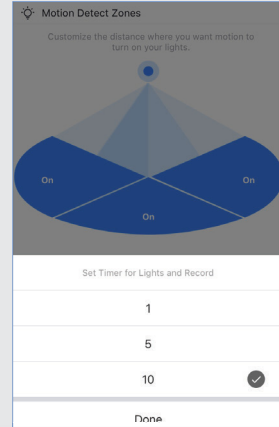 Motion Detect Zones
Customize the distance where you want motion to
turn on your lights.
On
On
On
Set Timer for Lights and Record
1
5
10
Done